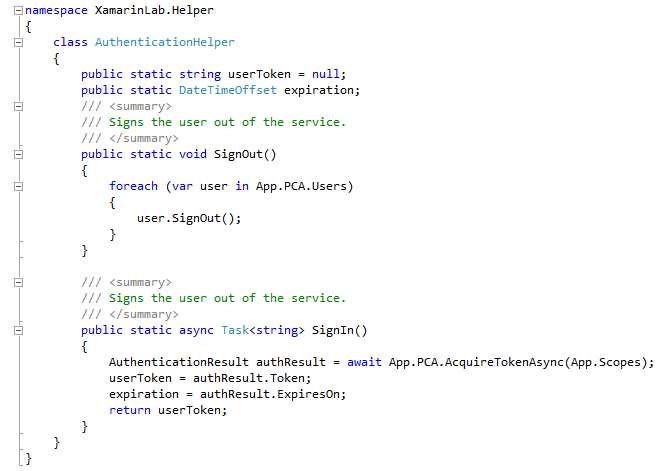 namespace XamarinLab.Helper
{
class AuthenticationHelper
{
public static string userToken = null;
public static DateTimeOffset expiration;
/// <summary>
/// Signs the user out of the service.
/// </summary>
public static void SignOut()
{
foreach (var user in App.PCA.Users)
{
user.SignOut();
}
}
/// <summary>
/// Signs the user out of the service.
/// </summary>
public static async Task<string> SignIn()
{
AuthenticationResult authResult = await App.PCA.AcquireTokenAsync(App.Scopes);
userToken = authResult.Token;
expiration = authResult.ExpiresOn;
return userToken;
}
}
}